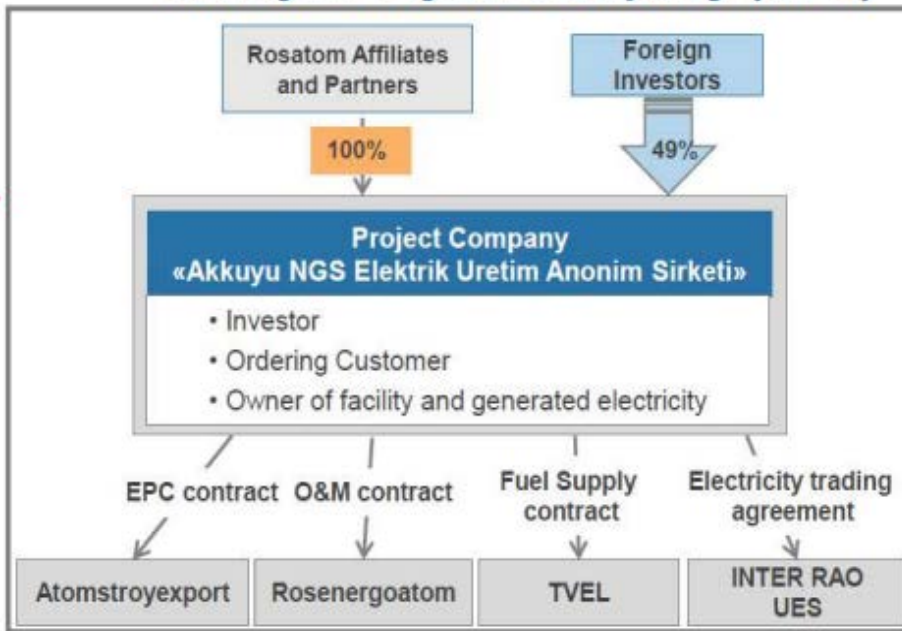 Rosatom Affiliates
and Partners
Foreign
Investors
100%
49%
Project Company
«Akkuyu NGS Elektrik Uretim Anonim Sirketi»
• Investor
• Ordering Customer
• Owner of facility and generated electricity
EPC contract
O&M contract
Fuel Supply
contract
Electricity trading
agreement
Atomstroyexport
Rosenergoatom
TVEL
INTER RAO
UES